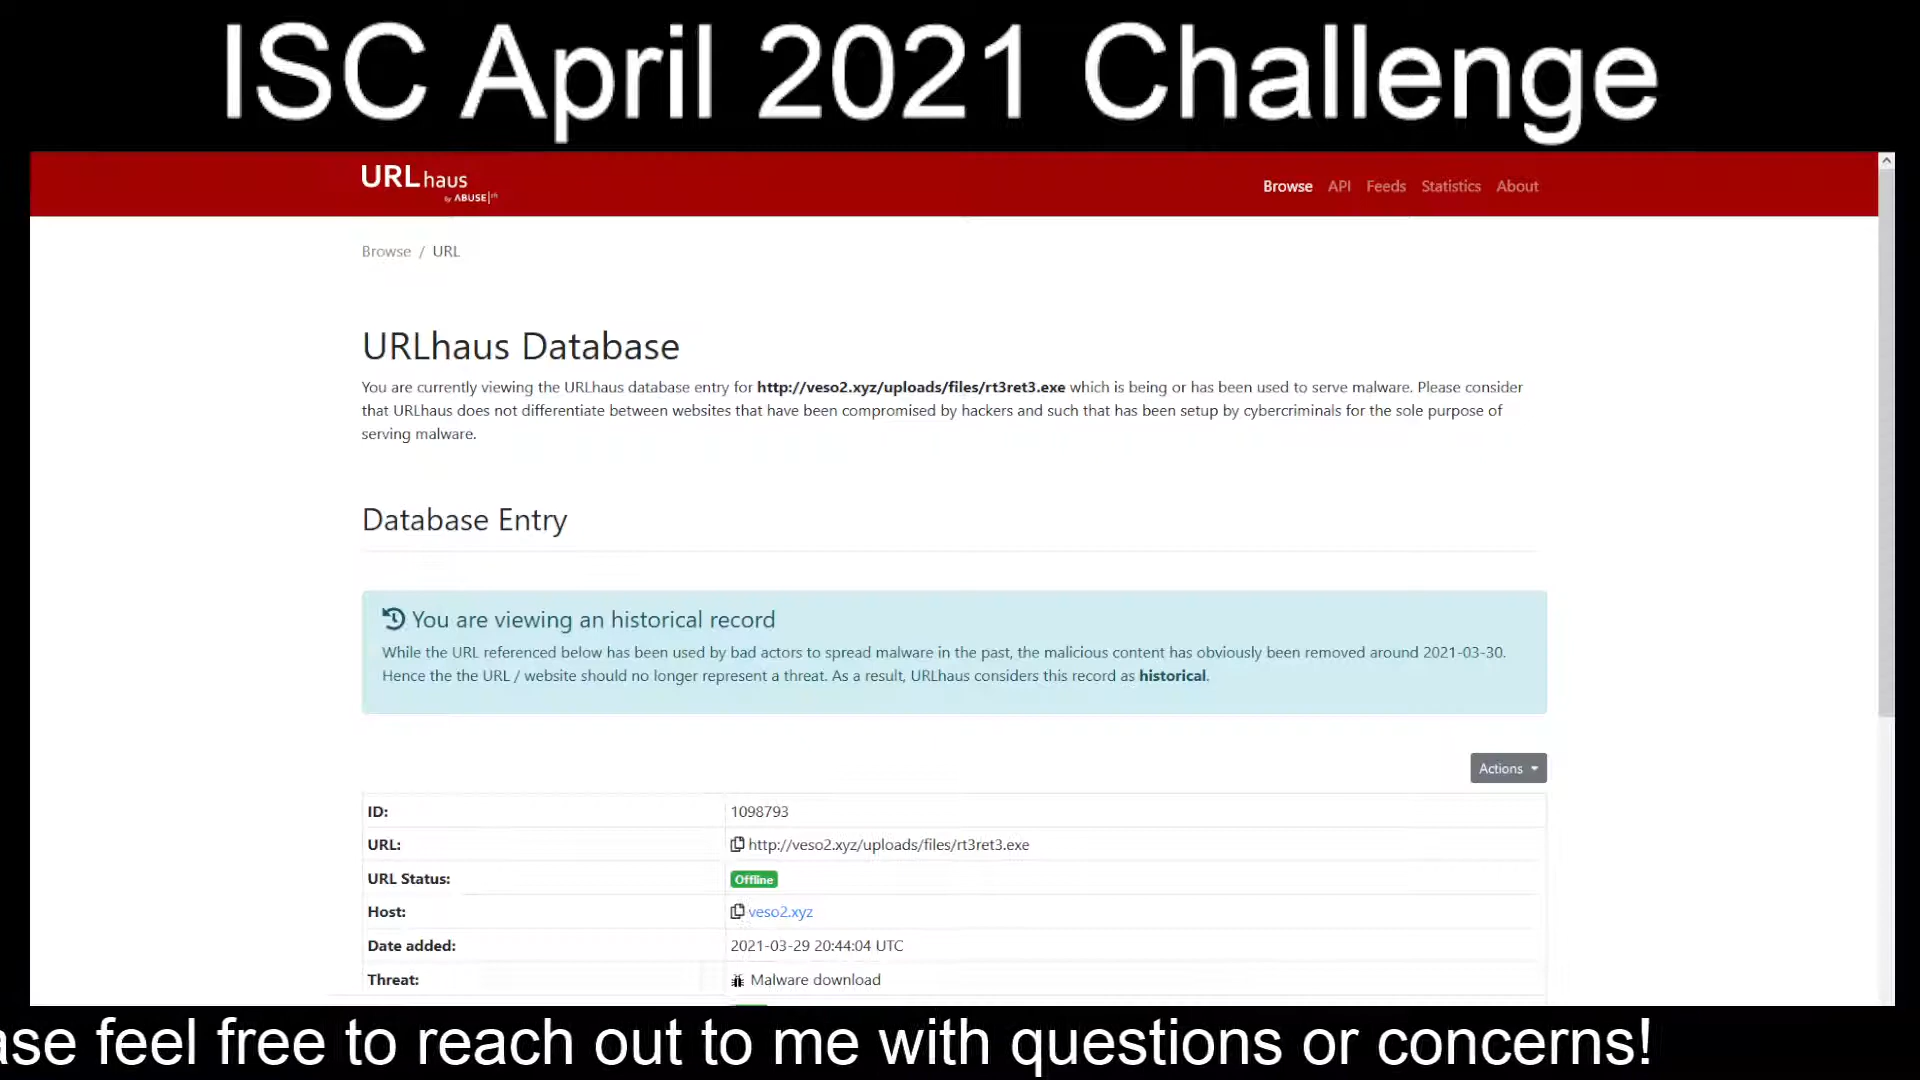 ISC April 2021 Challenge
URLhaus
by ABUSE|ch
Browse API Feeds Statistics About
Browse / URL
URLhaus Database
You are currently viewing the URLhaus database entry for http://veso2.xyz/uploads/files/rt3ret3.exe which is being or has been used to serve malware. Please consider
that URLhaus does not differentiate between websites that have been compromised by hackers and such that has been setup by cybercriminals for the sole purpose of
serving malware.
Database Entry
You are viewing an historical record
While the URL referenced below has been used by bad actors to spread malware in the past, the malicious content has obviously been removed around 2021-03-30.
Hence the the URL / website should no longer represent a threat. As a result, URLhaus considers this record as historical.
Actions
ID: 1098793
URL: http://veso2.xyz/uploads/files/rt3ret3.exe
URL Status: Offline
Host: veso2.xyz
Date added: 2021-03-29 20:44:04 UTC
Threat: Malware download
ase feel free to reach out to me with questions or concerns!